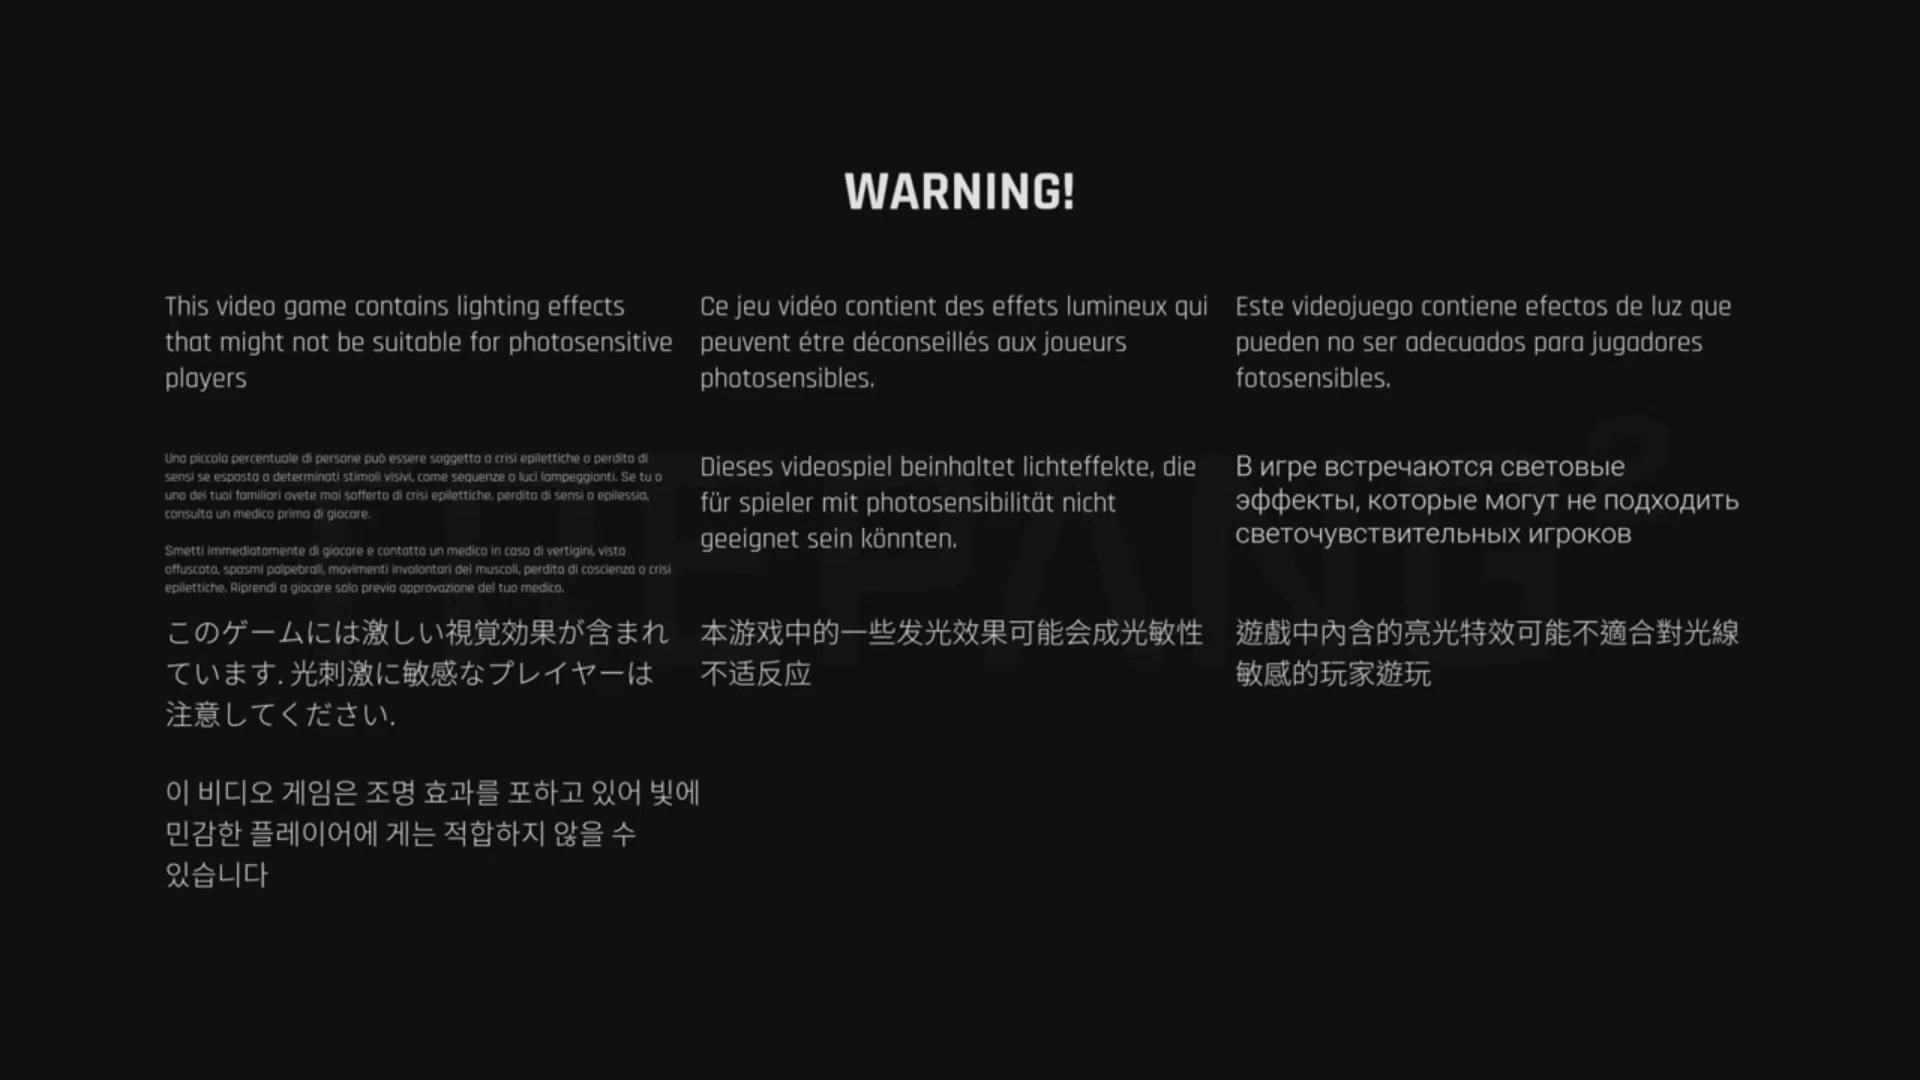 WARNING!
This video game contains lighting effects
that might not be suitable for photosensitive
players
Ce jeu vidéo contient des effets lumineux qui
peuvent étre déconseillés aux joueurs
photosensibles.
Este videojuego contiene efectos de luz que
pueden no ser adecuados para jugadores
fotosensibles.
Una piccola percentuale di persone può essere soggetta a crisi epilettiche o perdita di
sensi se esposta a determinati stimoli visivi, come sequenze o luci lampeggianti. Se tu o
uno dei tuoi familiari avete mai sofferto di crisi epilettiche, perdita di sensi o epilessia,
consulta un medico prima di giocare.
Smetti immediatamente di giocare e contatta un medico in caso di vertigini, vista
offuscata, spasmi palpebrali, movimenti involontari dei muscoli, perdita di coscienza o crisi
epilettiche. Riprendi a giocare solo previa approvazione del tuo medico.
Dieses videospiel beinhaltet lichteffekte, die
für spieler mit photosensibilität nicht
geeignet sein könnten.
В игре встречаются световые
эффекты, которые могут не подходить
светочувствительных игроков
このゲームには激しい視覚効果が含まれ
ています. 光刺激に敏感なプレイヤーは
注意してください.
本游戏中的一些发光效果可能会成光敏性
不适反应
遊戲中內含的亮光特效可能不適合對光線
敏感的玩家遊玩
이 비디오 게임은 조명 효과를 포하고 있어 빛에
민감한 플레이어에 게는 적합하지 않을 수
있습니다